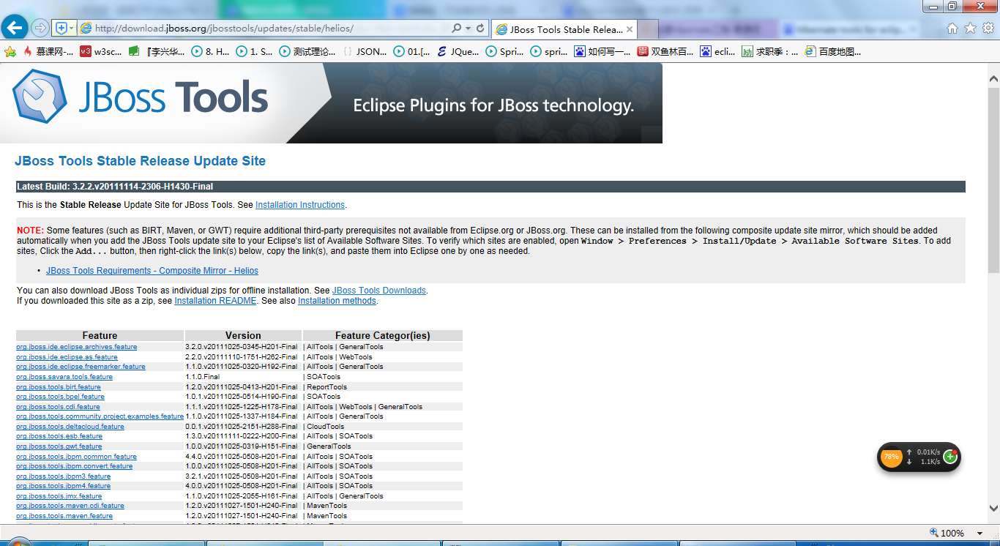 http://download.jboss.org/jbosstools/updates/stable/helios/
JBoss Tools Stable Relea...
慕课网-...
w3sc...
『李兴华...
8. H...
1. S...
测试理论...
JSON...
01.[...
JQue...
Spri...
spri...
如何写一...
双鱼林百...
ecli...
求职季：...
百度地图...
JBoss Tools
Eclipse Plugins for JBoss technology.
JBoss Tools Stable Release Update Site
Latest Build: 3.2.2.v20111114-2306-H1430-Final
This is the Stable Release Update Site for JBoss Tools. See Installation Instructions.
NOTE: Some features (such as BIRT, Maven, or GWT) require additional third-party prerequisites not available from Eclipse.org or JBoss.org. These can be installed from the following composite update site mirror, which should be added
automatically when you add the JBoss Tools update site to your Eclipse's list of Available Software Sites. To verify which sites are enabled, open Window > Preferences > Install/Update > Available Software Sites. To add
sites, Click the Add... button, then right-click the link(s) below, copy the link(s), and paste them into Eclipse one by one as needed.
• JBoss Tools Requirements - Composite Mirror - Helios
You can also download JBoss Tools as individual zips for offline installation. See JBoss Tools Downloads.
If you downloaded this site as a zip, see Installation README. See also Installation methods.
Feature Version Feature Categor(ies)
org.jboss.ide.eclipse.archives.feature 3.2.0.v20111025-0345-H201-Final | AllTools | GeneralTools
org.jboss.ide.eclipse.as.feature 2.2.0.v20111110-1751-H262-Final | AllTools | WebTools
org.jboss.ide.eclipse.freemarker.feature 1.1.0.v20111025-0320-H192-Final | AllTools | GeneralTools
org.jboss.savara.tools.feature 1.1.0.Final | SOATools
org.jboss.tools.birt.feature 1.2.0.v20111025-0413-H201-Final | ReportTools
org.jboss.tools.bpel.feature 1.0.1.v20111025-0514-H190-Final | SOATools
org.jboss.tools.cdi.feature 1.1.1.v20111025-1225-H178-Final | AllTools | WebTools | GeneralTools
org.jboss.tools.community.project.examples.feature 1.1.0.v20111025-1337-H184-Final | AllTools | GeneralTools
org.jboss.tools.deltacloud.feature 0.0.1.v20111025-2151-H288-Final | CloudTools
org.jboss.tools.esb.feature 1.3.0.v20111111-0222-H200-Final | AllTools | SOATools
org.jboss.tools.gwt.feature 1.0.0.v20111025-0319-H151-Final | GeneralTools
org.jboss.tools.jbpm.common.feature 4.4.0.v20111025-0508-H201-Final | AllTools | SOATools
org.jboss.tools.jbpm.convert.feature 1.0.0.v20111025-0508-H201-Final | AllTools | SOATools
org.jboss.tools.jbpm3.feature 3.2.1.v20111025-0508-H201-Final | AllTools | SOATools
org.jboss.tools.jbpm4.feature 4.0.0.v20111025-0508-H201-Final | AllTools | SOATools
org.jboss.tools.jmx.feature 1.1.0.v20111025-2055-H161-Final | AllTools | GeneralTools
org.jboss.tools.maven.cdi.feature 1.2.0.v20111027-1501-H240-Final | MavenTools
org.jboss.tools.maven.feature 1.2.0.v20111027-1501-H240-Final | MavenTools
78%
0.01K/s
1.1K/s
100%